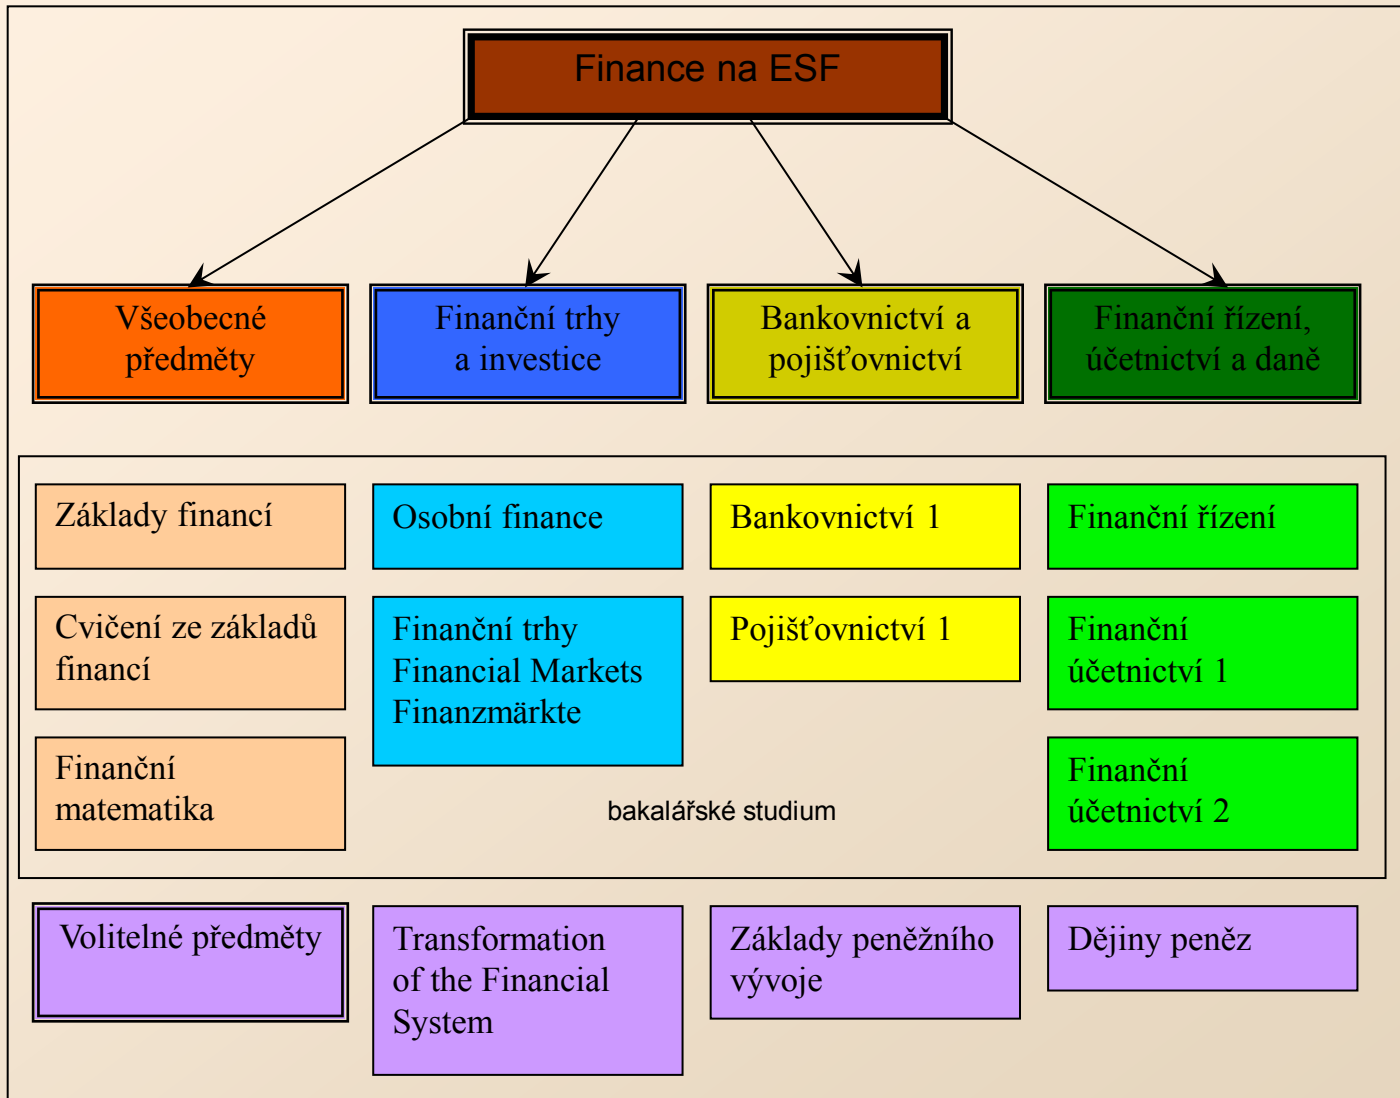 Finance na ESF
Všeobecné
předměty
Finanční trhy
a investice
Bankovnictví a
pojišťovnictví
Finanční řízení,
účetnictví a daně
Základy financí
Osobní finance
Bankovnictví 1
Finanční řízení
Cvičení ze základů
financí
Finanční trhy
Financial Markets
Finanzmärkte
Pojišťovnictví 1
Finanční
účetnictví 1
Finanční
matematika
bakalářské studium
Finanční
účetnictví 2
Volitelné předměty
Transformation
of the Financial
System
Základy peněžního
vývoje
Dějiny peněz